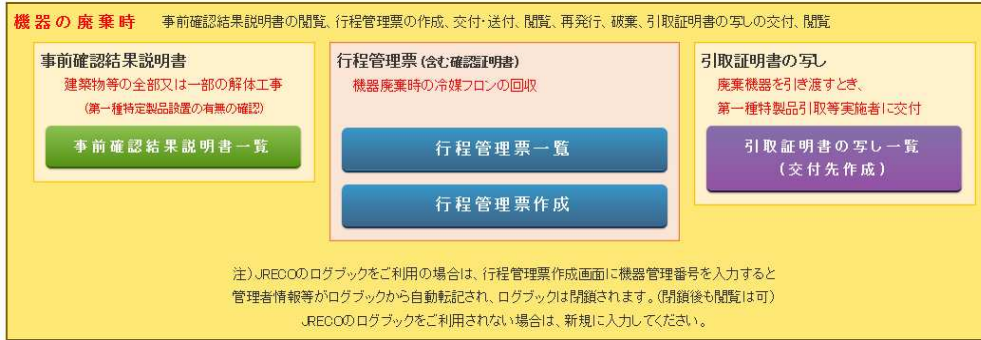 機器の廃棄時 事前確認結果説明書の閲覧、行程管理票の作成、交付・送付、閲覧、再発行、破棄、引取証明書の写しの交付、閲覧
事前確認結果説明書
建築物等の全部又は一部の解体工事
(第一種特定製品設置の有無の確認)
事前確認結果説明書一覧
行程管理票(含む確認証明書)
機器廃棄時の冷媒フロンの回収
行程管理票一覧
行程管理票作成
引取証明書の写し
廃棄機器を引き渡すとき、
第一種特製品引取等実施者に交付
引取証明書の写し一覧
(交付先作成)
注)JRECOのログブックをご利用の場合は、行程管理票作成画面に機器管理番号を入力すると
管理者情報等がログブックから自動転記され、ログブックは閉鎖されます。(閉鎖後も閲覧は可)
JRECOのログブックをご利用されない場合は、新規に入力してください。